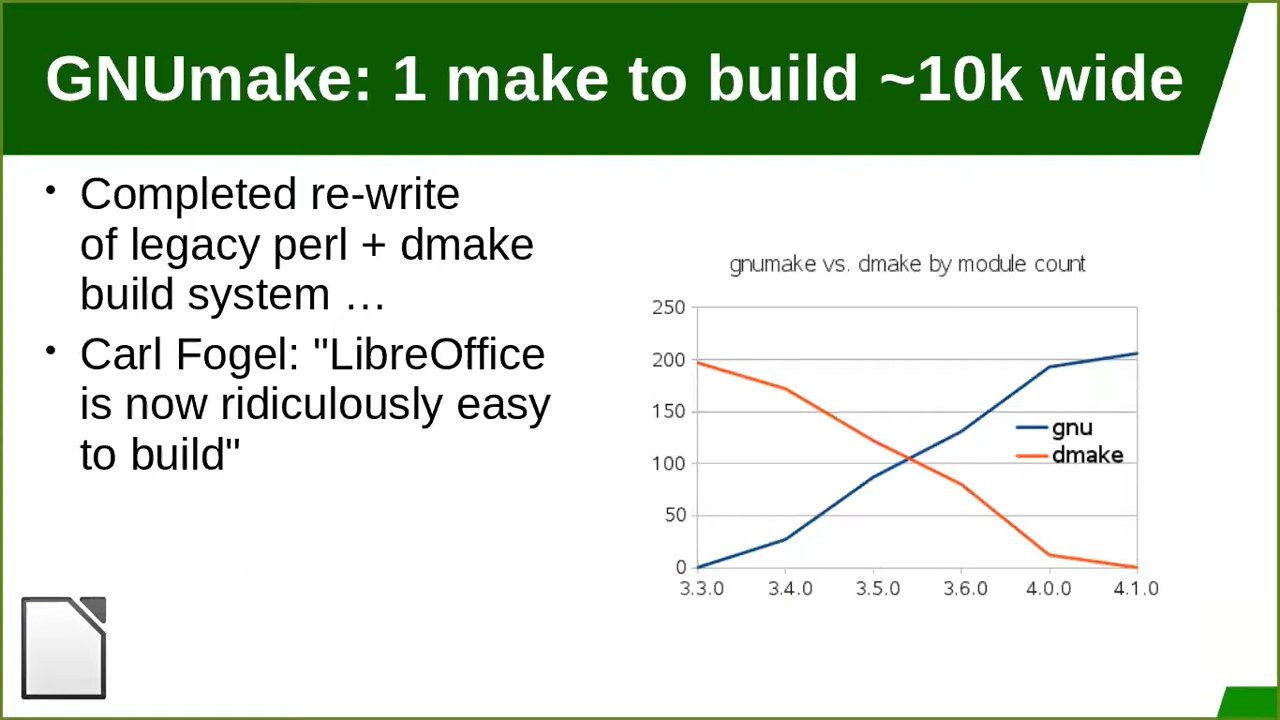 GNUmake: 1 make to build ~10k wide
• Completed re-write
of legacy perl + dmake
build system …
• Carl Fogel: "LibreOffice
is now ridiculously easy
to build"
gnumake vs. dmake by module count
250
200
150
100
50
0
gnu
dmake
3.3.0 3.4.0 3.5.0 3.6.0 4.0.0 4.1.0